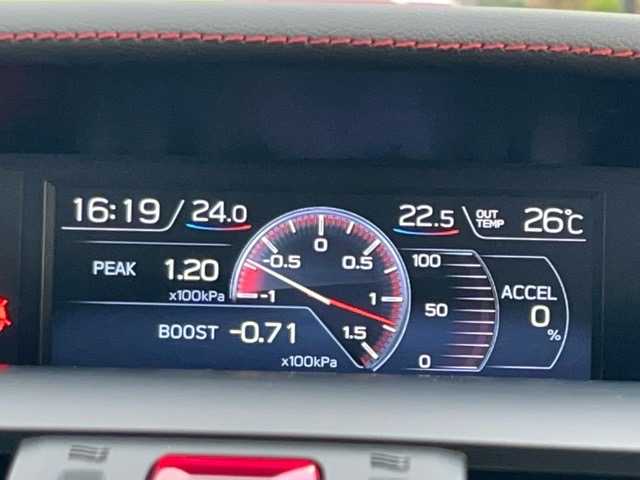 16:19 / 24.0 22.5 OUT TEMP 26°C
PEAK 1.20
x100kPa
BOOST -0.71
x100kPa
0
-0.5 0.5
-1 1
1.5
100
50
0
ACCEL
0
%